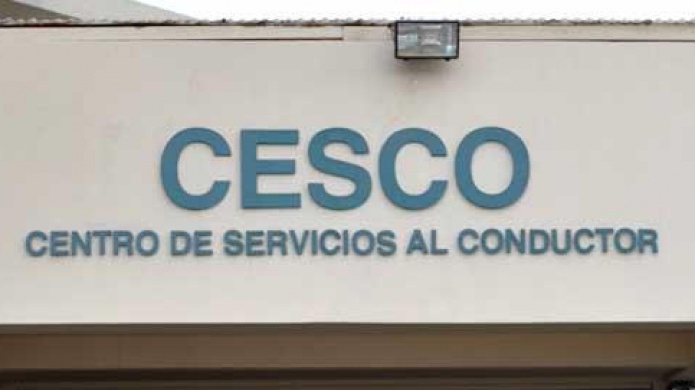 CESCO
CENTRO DE SERVICIOS AL CONDUCTOR